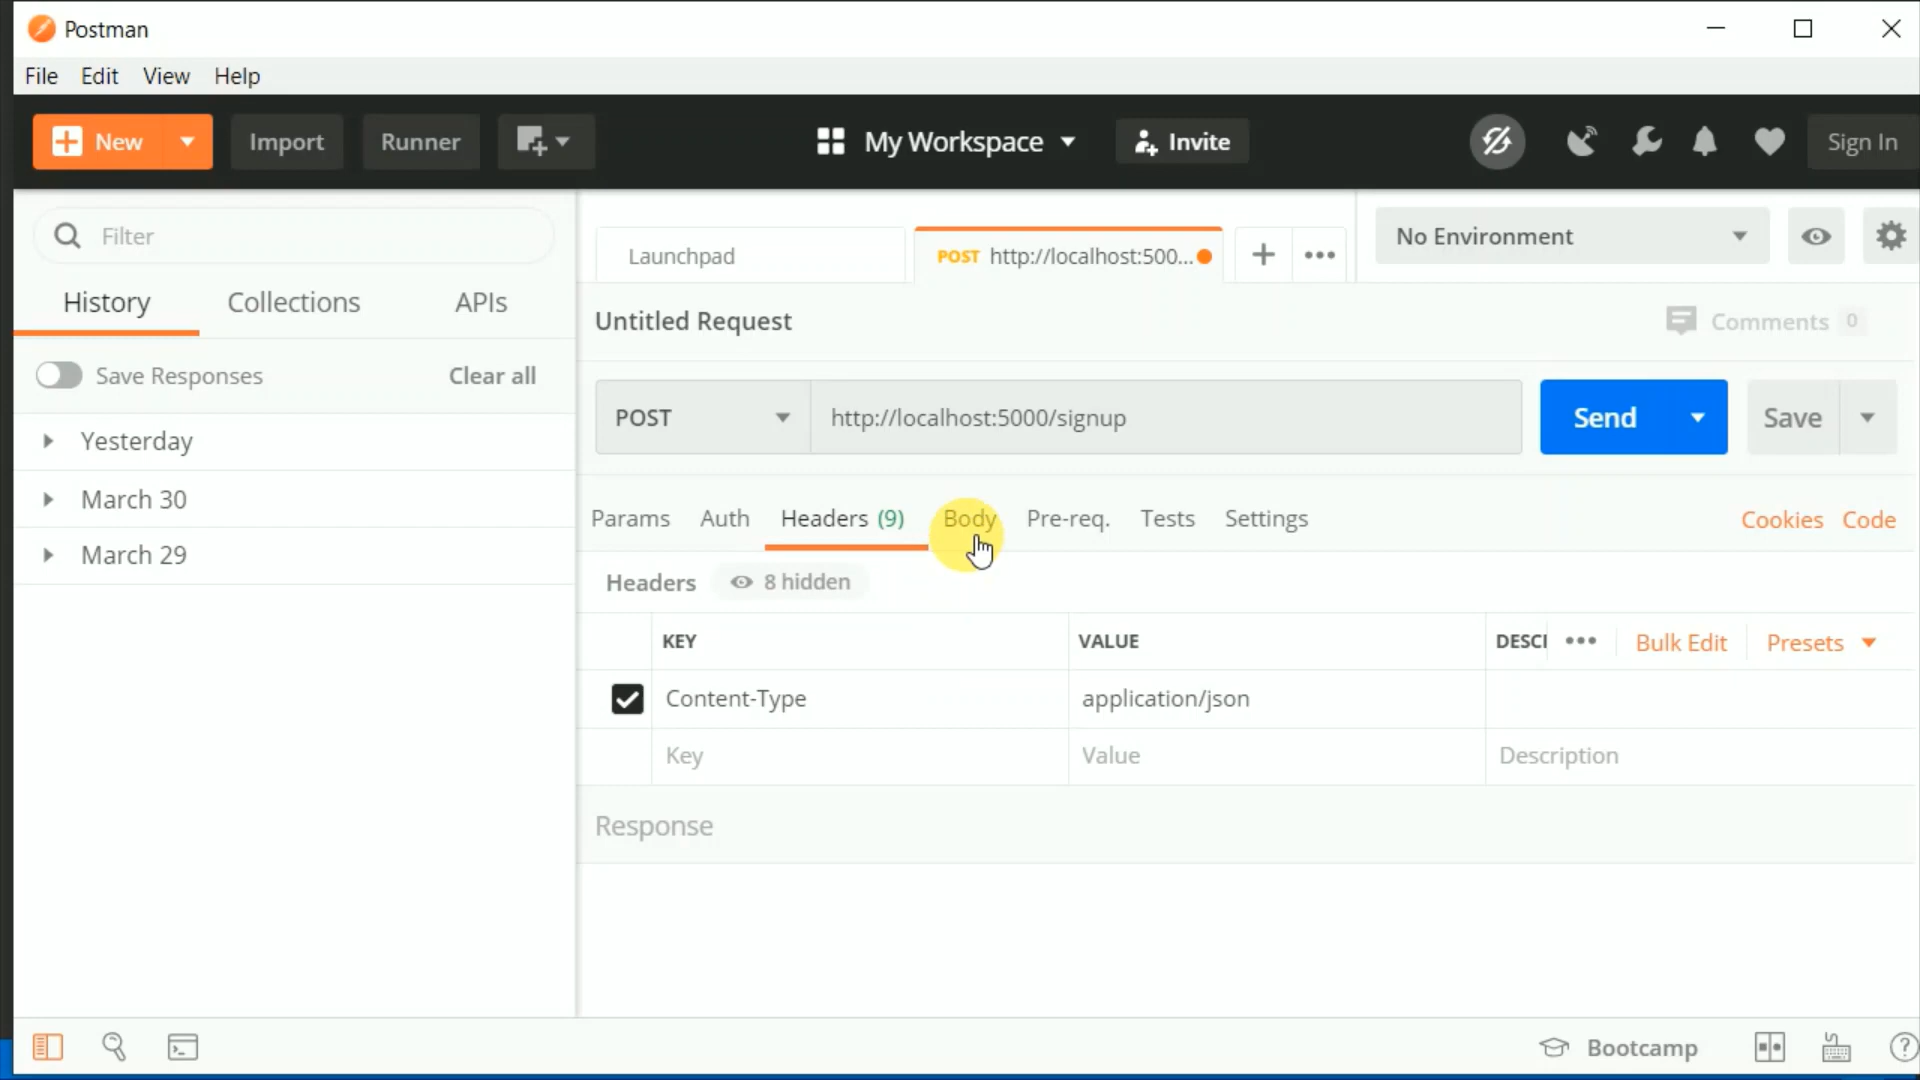 Postman
File Edit View Help
New Import Runner My Workspace Invite Sign In
Filter
History Collections APIs
Save Responses Clear all
Yesterday
March 30
March 29
Launchpad POST http://localhost:500... No Environment
Untitled Request Comments 0
POST http://localhost:5000/signup Send Save
Params Auth Headers (9) Body Pre-req. Tests Settings Cookies Code
Headers 8 hidden
KEY VALUE DESCI Bulk Edit Presets
Content-Type application/json
Key Value Description
Response
Bootcamp